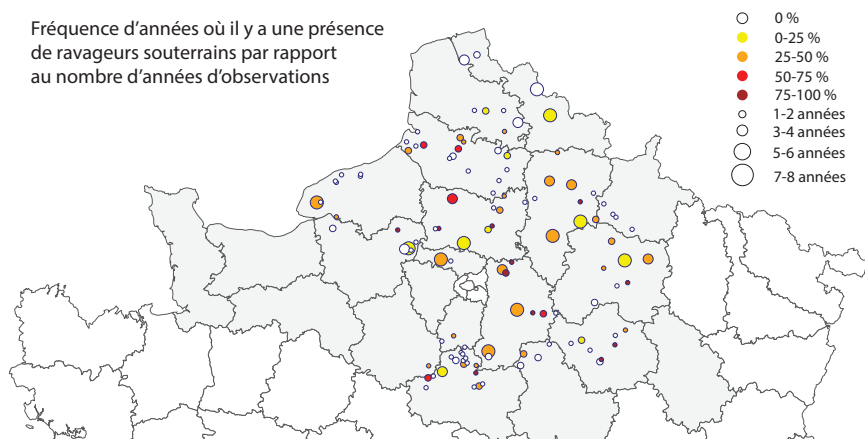 Fréquence d’années où il y a une présence
de ravageurs souterrains par rapport
au nombre d’années d’observations
0 %
0-25 %
25-50 %
50-75 %
75-100 %
1-2 années
3-4 années
5-6 années
7-8 années